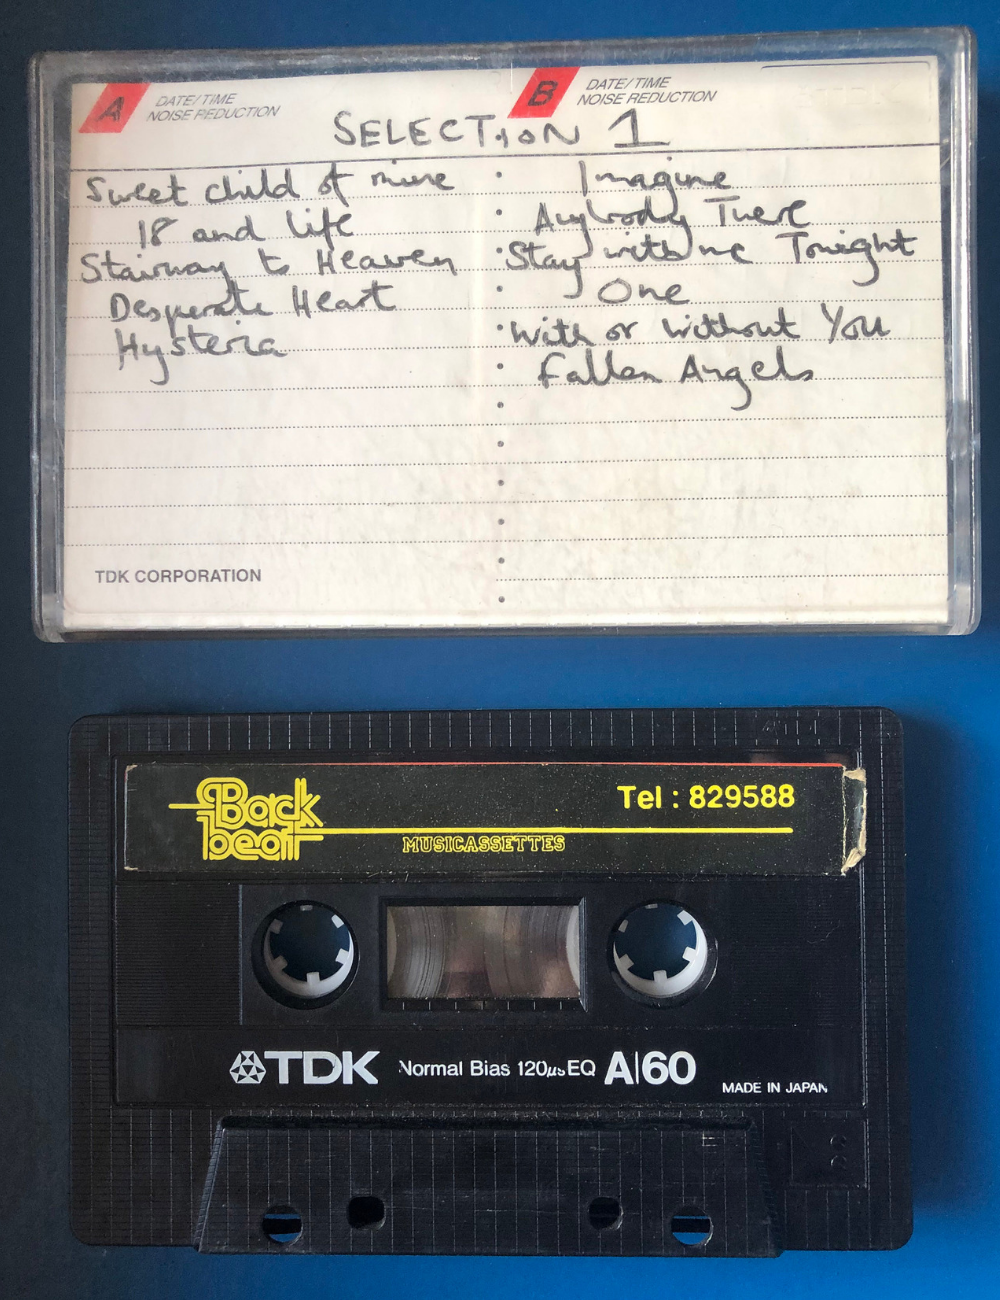 A DATE/TIME
NOISE REDUCTION
B DATE/TIME
NOISE REDUCTION
SELECTION 1
Sweet child of mine
18 and life
Stairway to Heaven
Desperate Heart
Hysteria
Imagine
Anybody There
Stay with me Tonight
One
With or Without You
Fallen Angels
TDK CORPORATION
Back
beat
MUSICASSETTES
Tel : 829588
TDK Normal Bias 120µs EQ A/60
MADE IN JAPAN